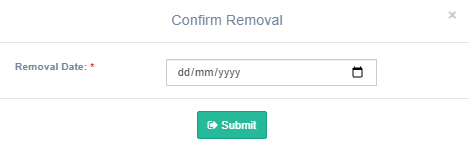 Confirm Removal
×
Removal Date: *
dd/mm/yyyy
Submit